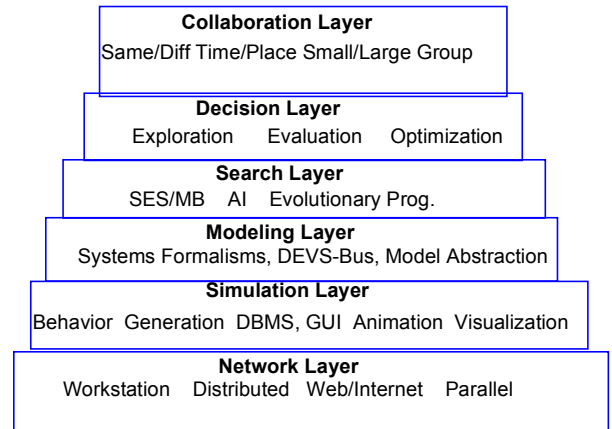 Collaboration Layer
Same/Diff Time/Place Small/Large Group
Decision Layer
Exploration Evaluation Optimization
Search Layer
SES/MB AI Evolutionary Prog.
Modeling Layer
Systems Formalisms, DEVS-Bus, Model Abstraction
Simulation Layer
Behavior Generation DBMS, GUI Animation Visualization
Network Layer
Workstation Distributed Web/Internet Parallel